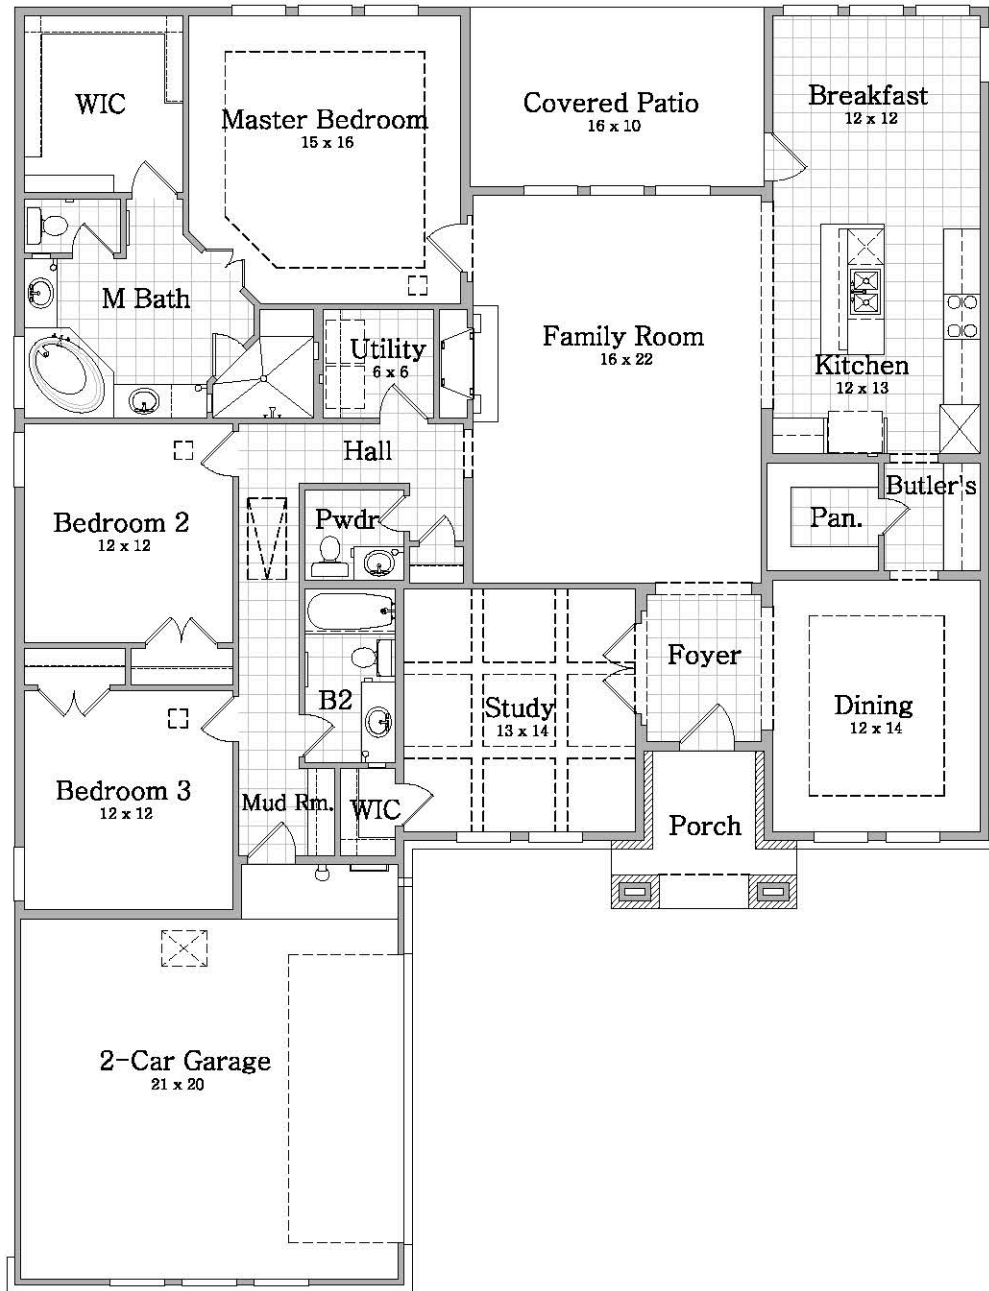 WIC
Master Bedroom
15 x 16
Covered Patio
16 x 10
Breakfast
12 x 12
M Bath
Utility
6 x 6
Family Room
16 x 22
Kitchen
12 x 13
Hall
Butler's
Pan.
Bedroom 2
12 x 12
Pwdr
Foyer
B2
Study
13 x 14
Dining
12 x 14
Bedroom 3
12 x 12
Mud Rm.
WIC
Porch
2-Car Garage
21 x 20